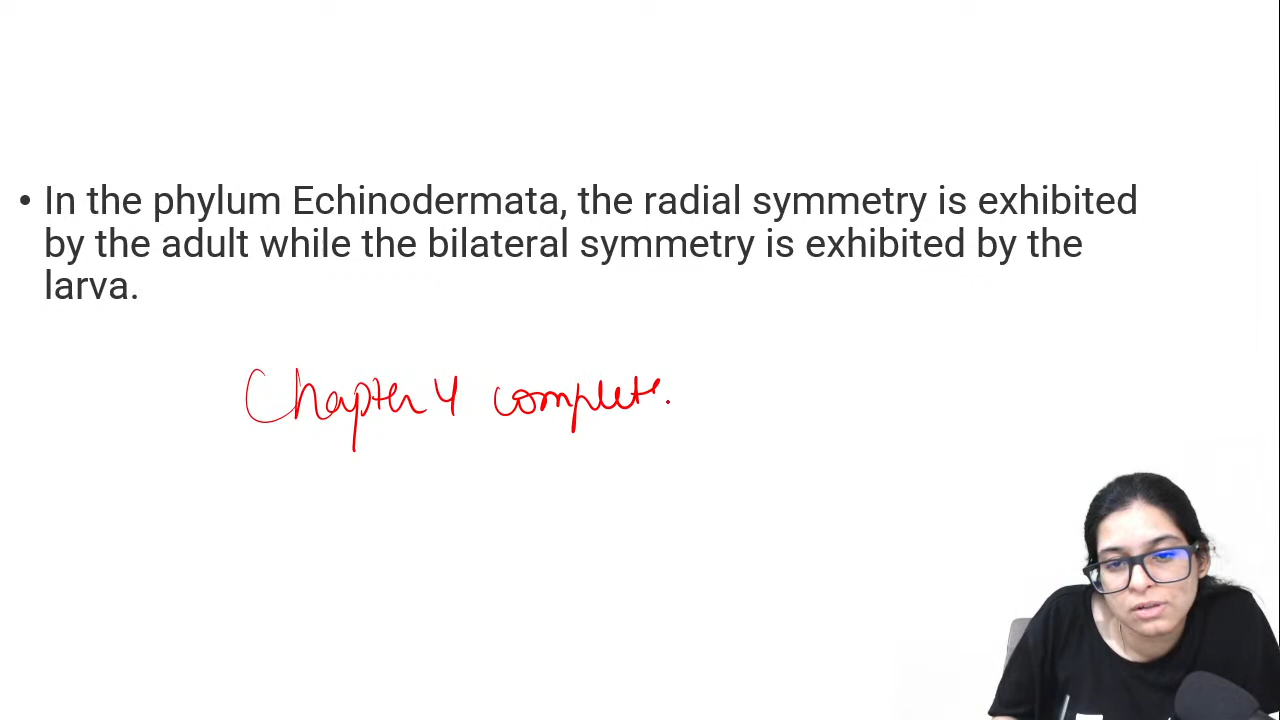 • In the phylum Echinodermata, the radial symmetry is exhibited
by the adult while the bilateral symmetry is exhibited by the
larva.
Chapter 4 complete.